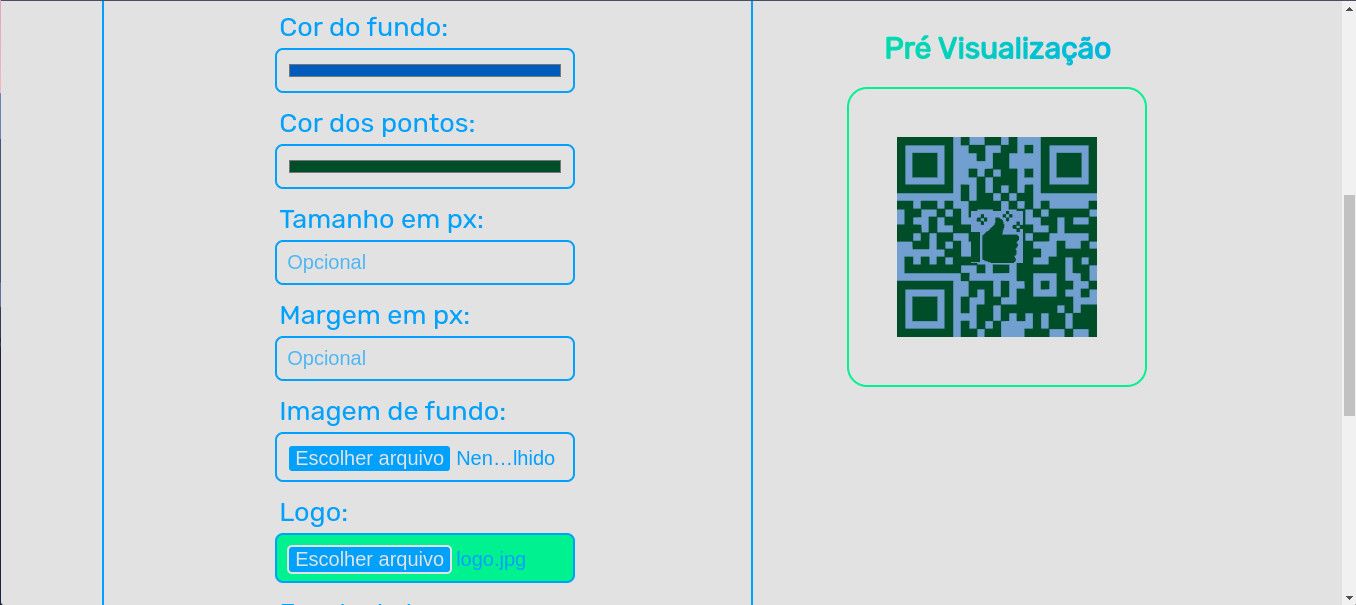 Cor do fundo:
Cor dos pontos:
Tamanho em px:
Opcional
Margem em px:
Opcional
Imagem de fundo:
Escolher arquivo Nen…lhido
Logo:
Escolher arquivo logo.jpg
Pré Visualização